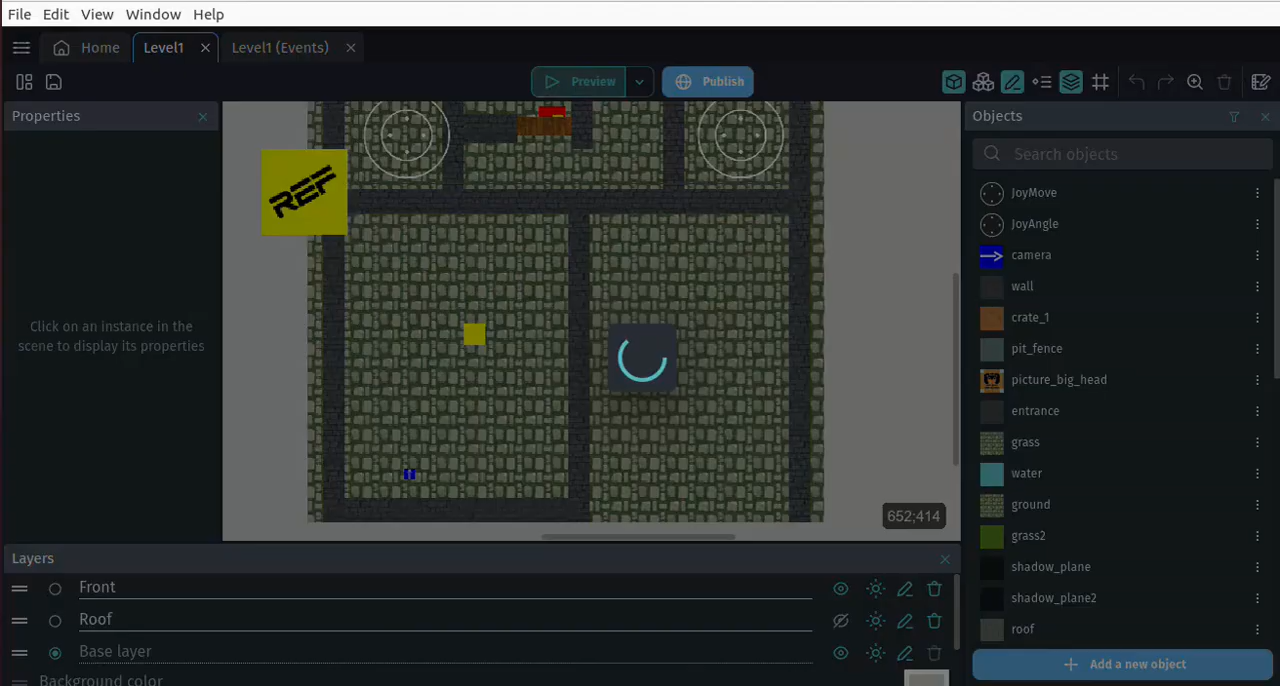 File Edit View Window Help
Home Level1 Level1 (Events)
Preview Publish
Properties
Click on an instance in the
scene to display its properties
REF
652;414
Objects
Search objects
JoyMove
JoyAngle
camera
wall
crate_1
pit_fence
picture_big_head
entrance
grass
water
ground
grass2
shadow_plane
shadow_plane2
roof
Add a new object
Layers
Front
Roof
Base layer
Background color